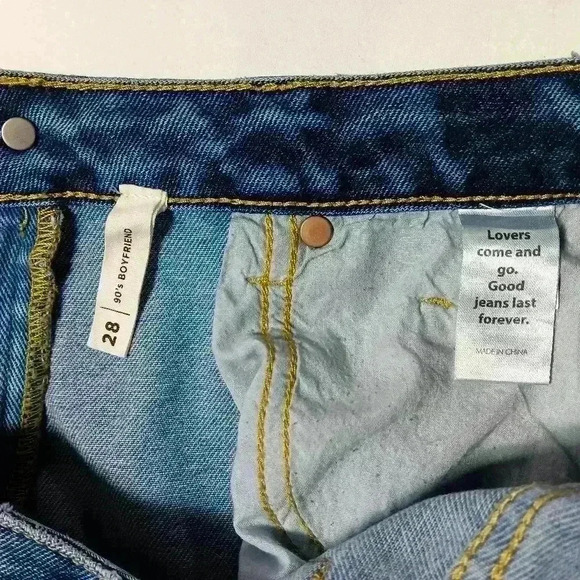 28 | 90's BOYFRIEND
Lovers
come and
go.
Good
jeans last
forever.
MADE IN CHINA